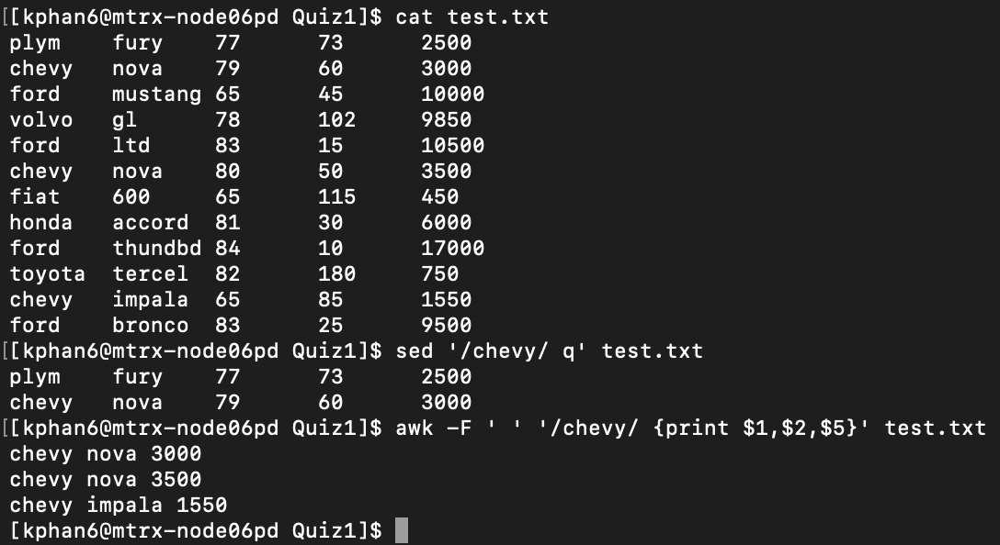 [[kphan6@mtrx-node06pd Quiz1]$ cat test.txt
plym    fury    77      73      2500
chevy   nova    79      60      3000
ford    mustang 65      45      10000
volvo   gl      78      102     9850
ford    ltd     83      15      10500
chevy   nova    80      50      3500
fiat    600     65      115     450
honda   accord  81      30      6000
ford    thundbd 84      10      17000
toyota  tercel  82      180     750
chevy   impala  65      85      1550
ford    bronco  83      25      9500
[[kphan6@mtrx-node06pd Quiz1]$ sed '/chevy/ q' test.txt
plym    fury    77      73      2500
chevy   nova    79      60      3000
[[kphan6@mtrx-node06pd Quiz1]$ awk -F ' ' '/chevy/ {print $1,$2,$5}' test.txt
chevy nova 3000
chevy nova 3500
chevy impala 1550
[kphan6@mtrx-node06pd Quiz1]$